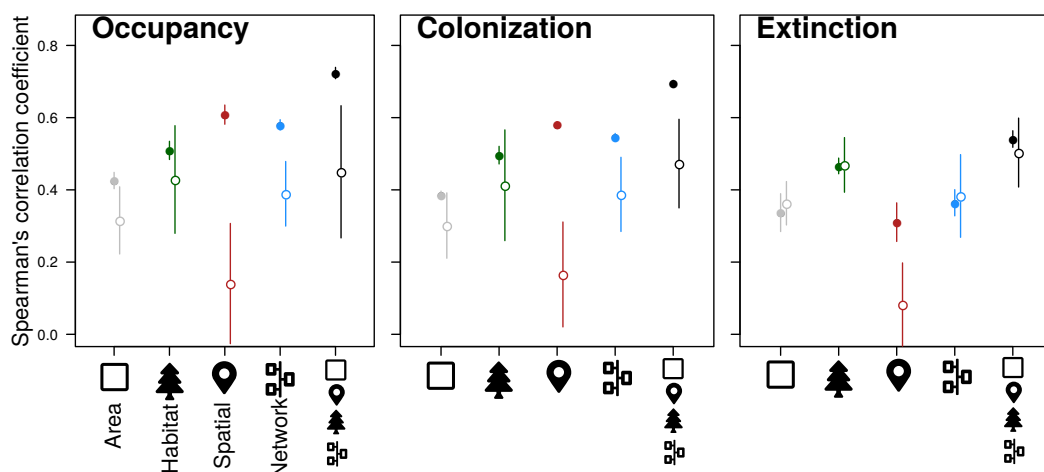 Occupancy
Colonization
Extinction
Spearman's correlation coefficient
0.8
0.6
0.4
0.2
0.0
Area
Habitat
Spatial
Network